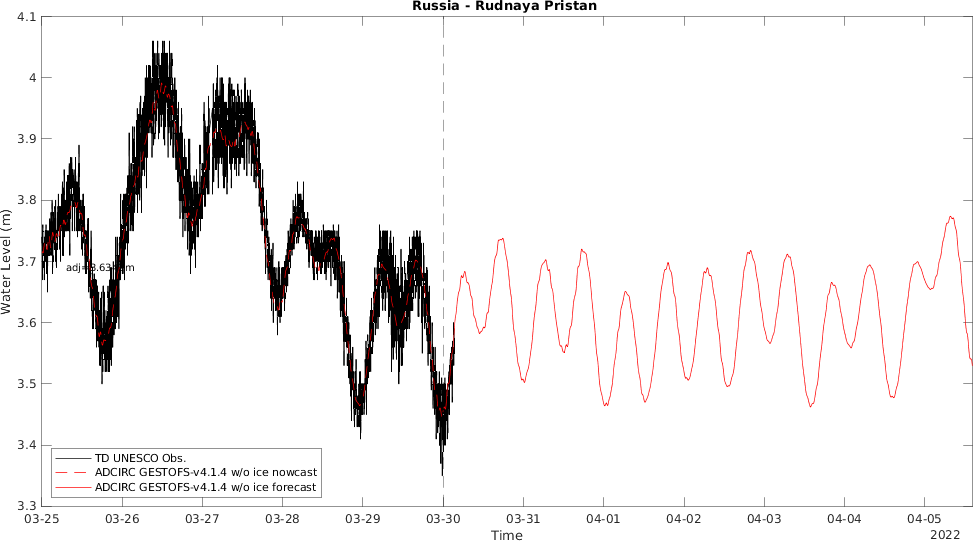 Russia - Rudnaya Pristan
Water Level (m)
4.1
4
3.9
3.8
3.7
3.6
3.5
3.4
3.3
TD UNESCO Obs.
ADCIRC GESTOFS-v4.1.4 w/o ice nowcast
ADCIRC GESTOFS-v4.1.4 w/o ice forecast
03-25 03-26 03-27 03-28 03-29 03-30 03-31 04-01 04-02 04-03 04-04 04-05
Time
2022